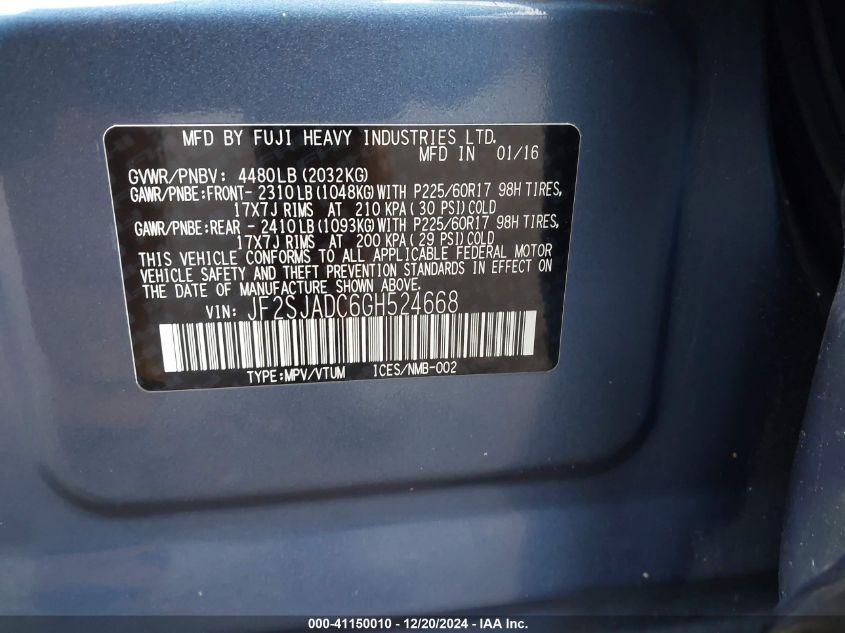 MFD BY FUJI HEAVY INDUSTRIES LTD.
MFD IN 01/16
GVWR/PNBV: 4480LB(2032KG)
GAWR/PNBE:FRONT-2310LB(1048KG)WITH P225/60R17 98H TIRES,
17X7J RIMS AT 210 KPA(30 PSI)COLD
GAWR/PNBE:REAR -2410LB(1093KG)WITH P225/60R17 98H TIRES,
17X7J RIMS AT 200 KPA(29 PSI)COLD
THIS VEHICLE CONFORMS TO ALL APPLICABLE FEDERAL MOTOR
VEHICLE SAFETY AND THEFT PREVENTION STANDARDS IN EFFECT ON
THE DATE OF MANUFACTURE SHOWN ABOVE.
VIN: JF2SJADC6GH524668
TYPE:MPV/VTUM ICES/NMB-002
000-41150010 - 12/20/2024 - IAA Inc.